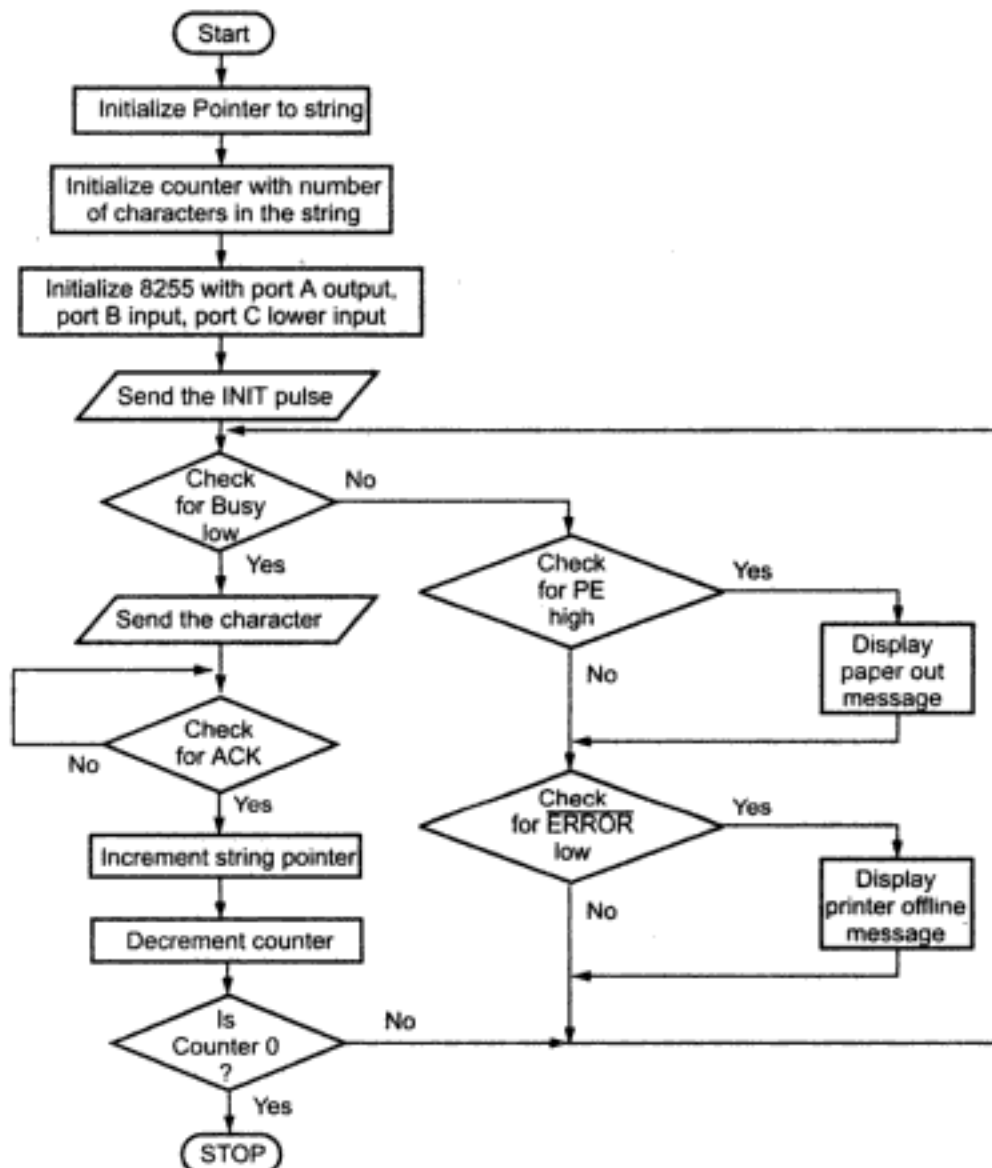 Start
Initialize Pointer to string
Initialize counter with number
of characters in the string
Initialize 8255 with port A output,
port B input, port C lower input
Send the INIT pulse
Check
for Busy
low
No
Yes
Check
for PE
high
Yes
No
Display
paper out
message
Send the character
Check
for ACK
No
Yes
Check
for ERROR
low
Yes
No
Display
printer offline
message
Increment string pointer
Decrement counter
Is
Counter 0
?
No
Yes
STOP